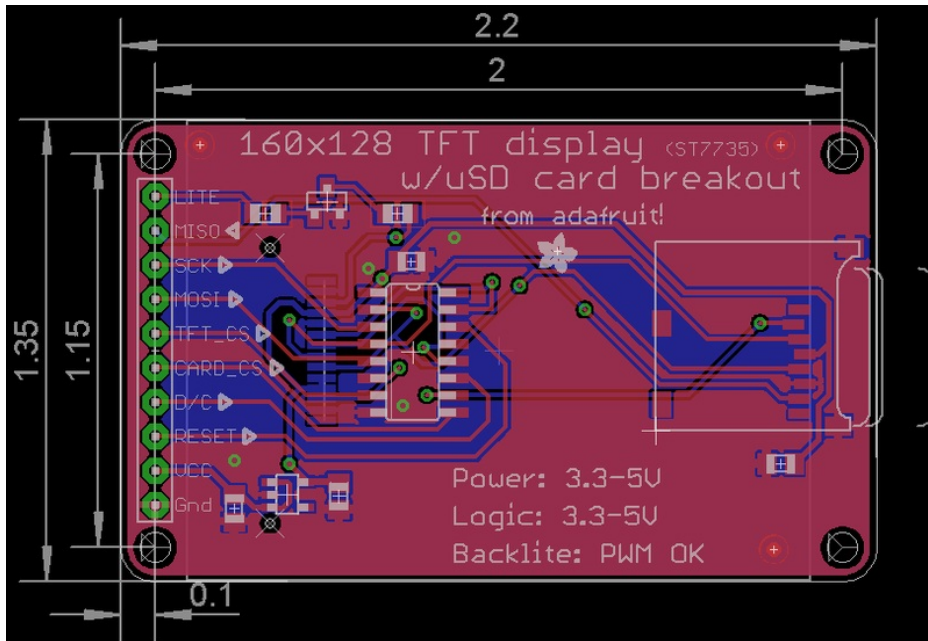 2.2
2
160x128 TFT display (ST7735)
w/uSD card breakout
from adafruit!
LITE
MISO
SCK
MOSI
TFT_CS
CARD_CS
D/C
RESET
VCC
Gnd
1.35
1.15
Power: 3.3-5V
Logic: 3.3-5V
Backlite: PWM OK
0.1